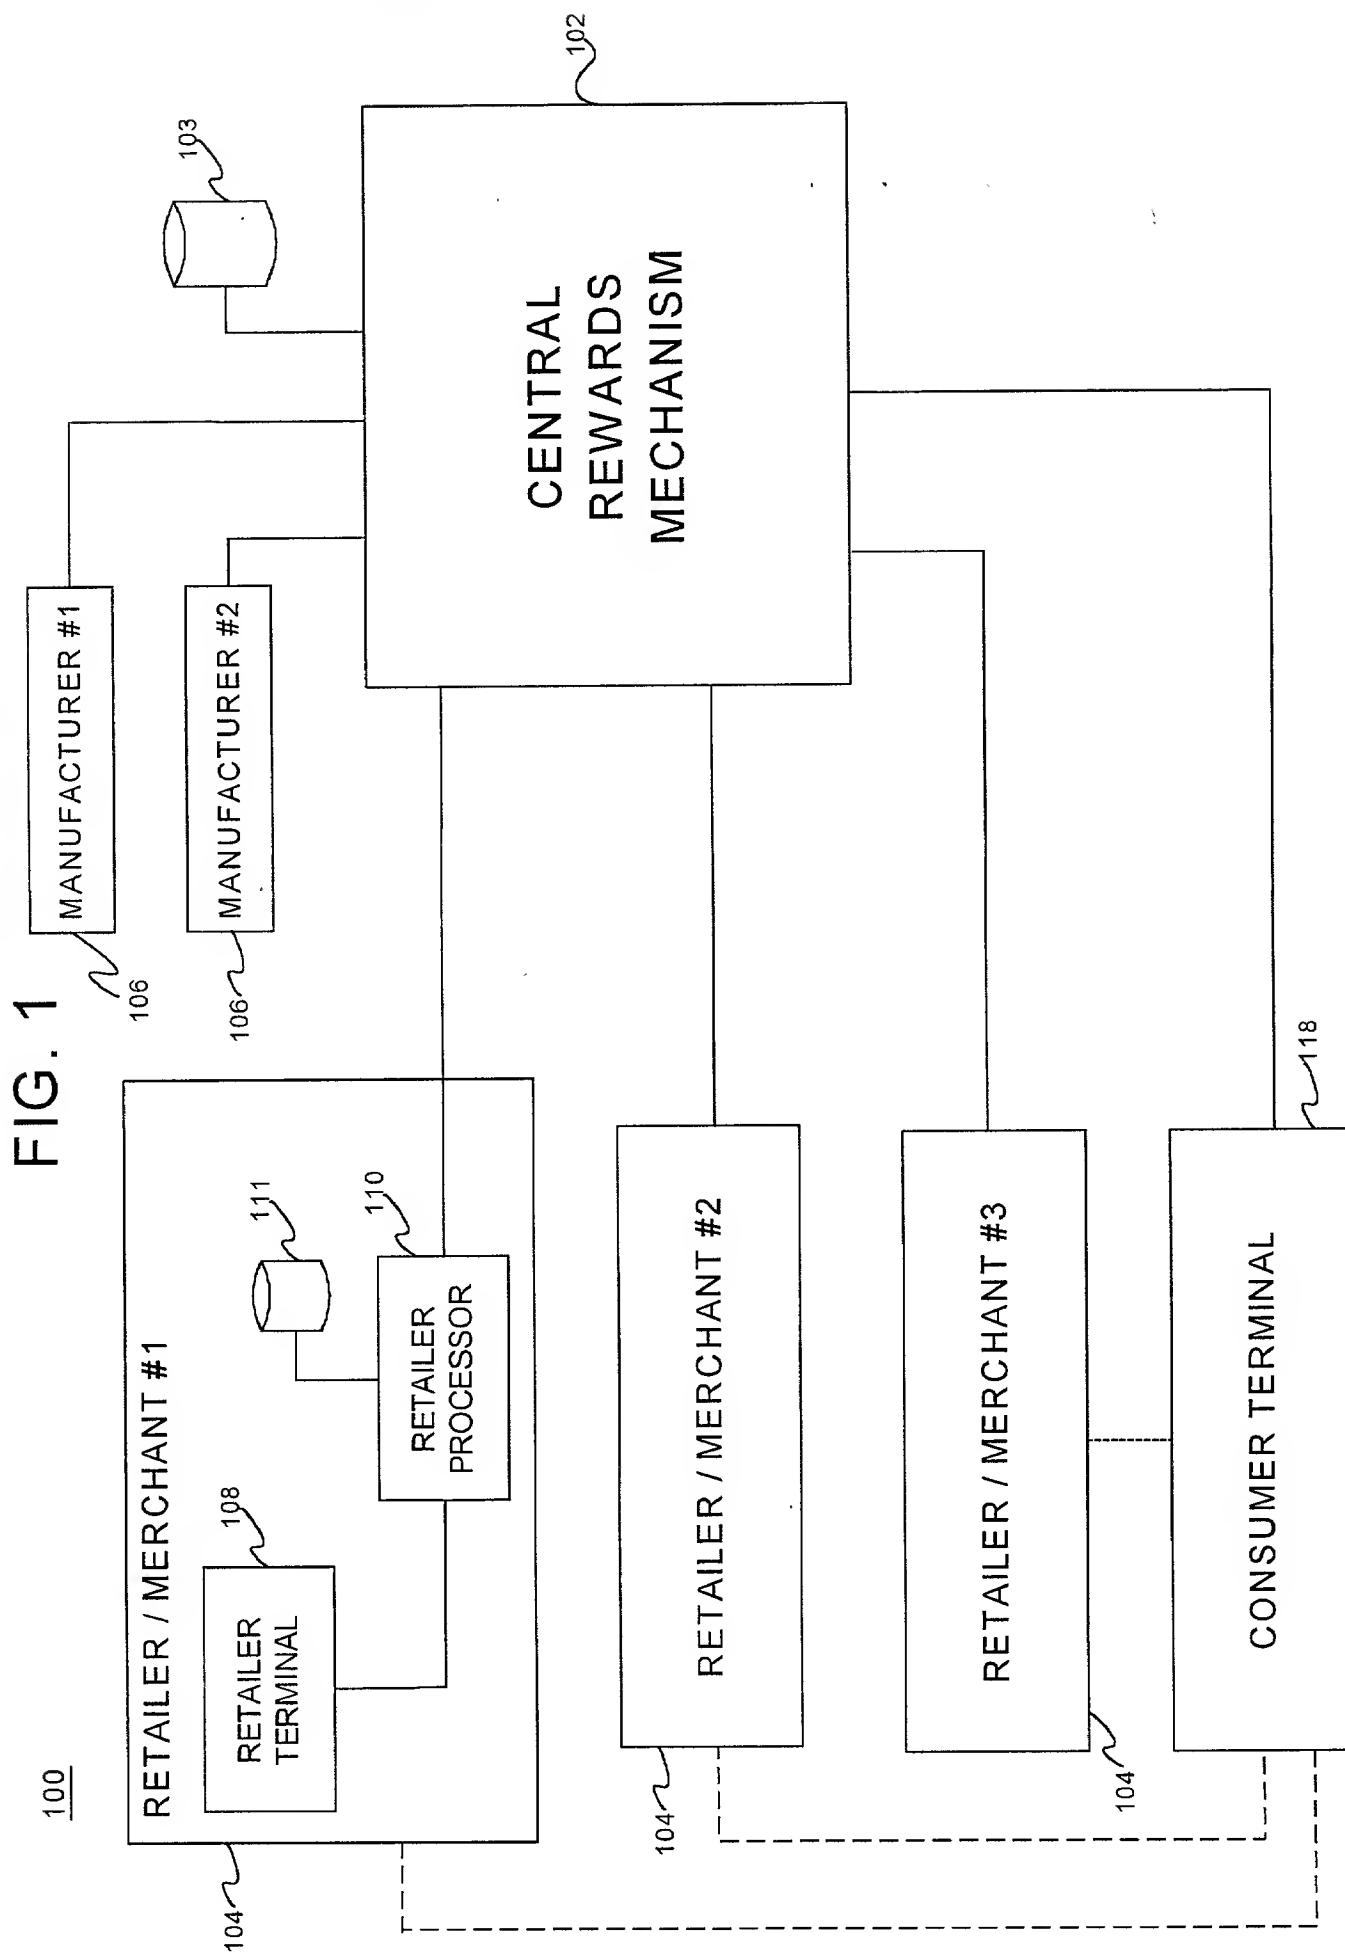 FIG. 1
100
RETAILER / MERCHANT #1
104
RETAILER
TERMINAL
108
RETAILER
PROCESSOR
110
111
MANUFACTURER #1
106
MANUFACTURER #2
106
103
CENTRAL
REWARDS
MECHANISM
102
RETAILER / MERCHANT #2
104
RETAILER / MERCHANT #3
104
CONSUMER TERMINAL
118